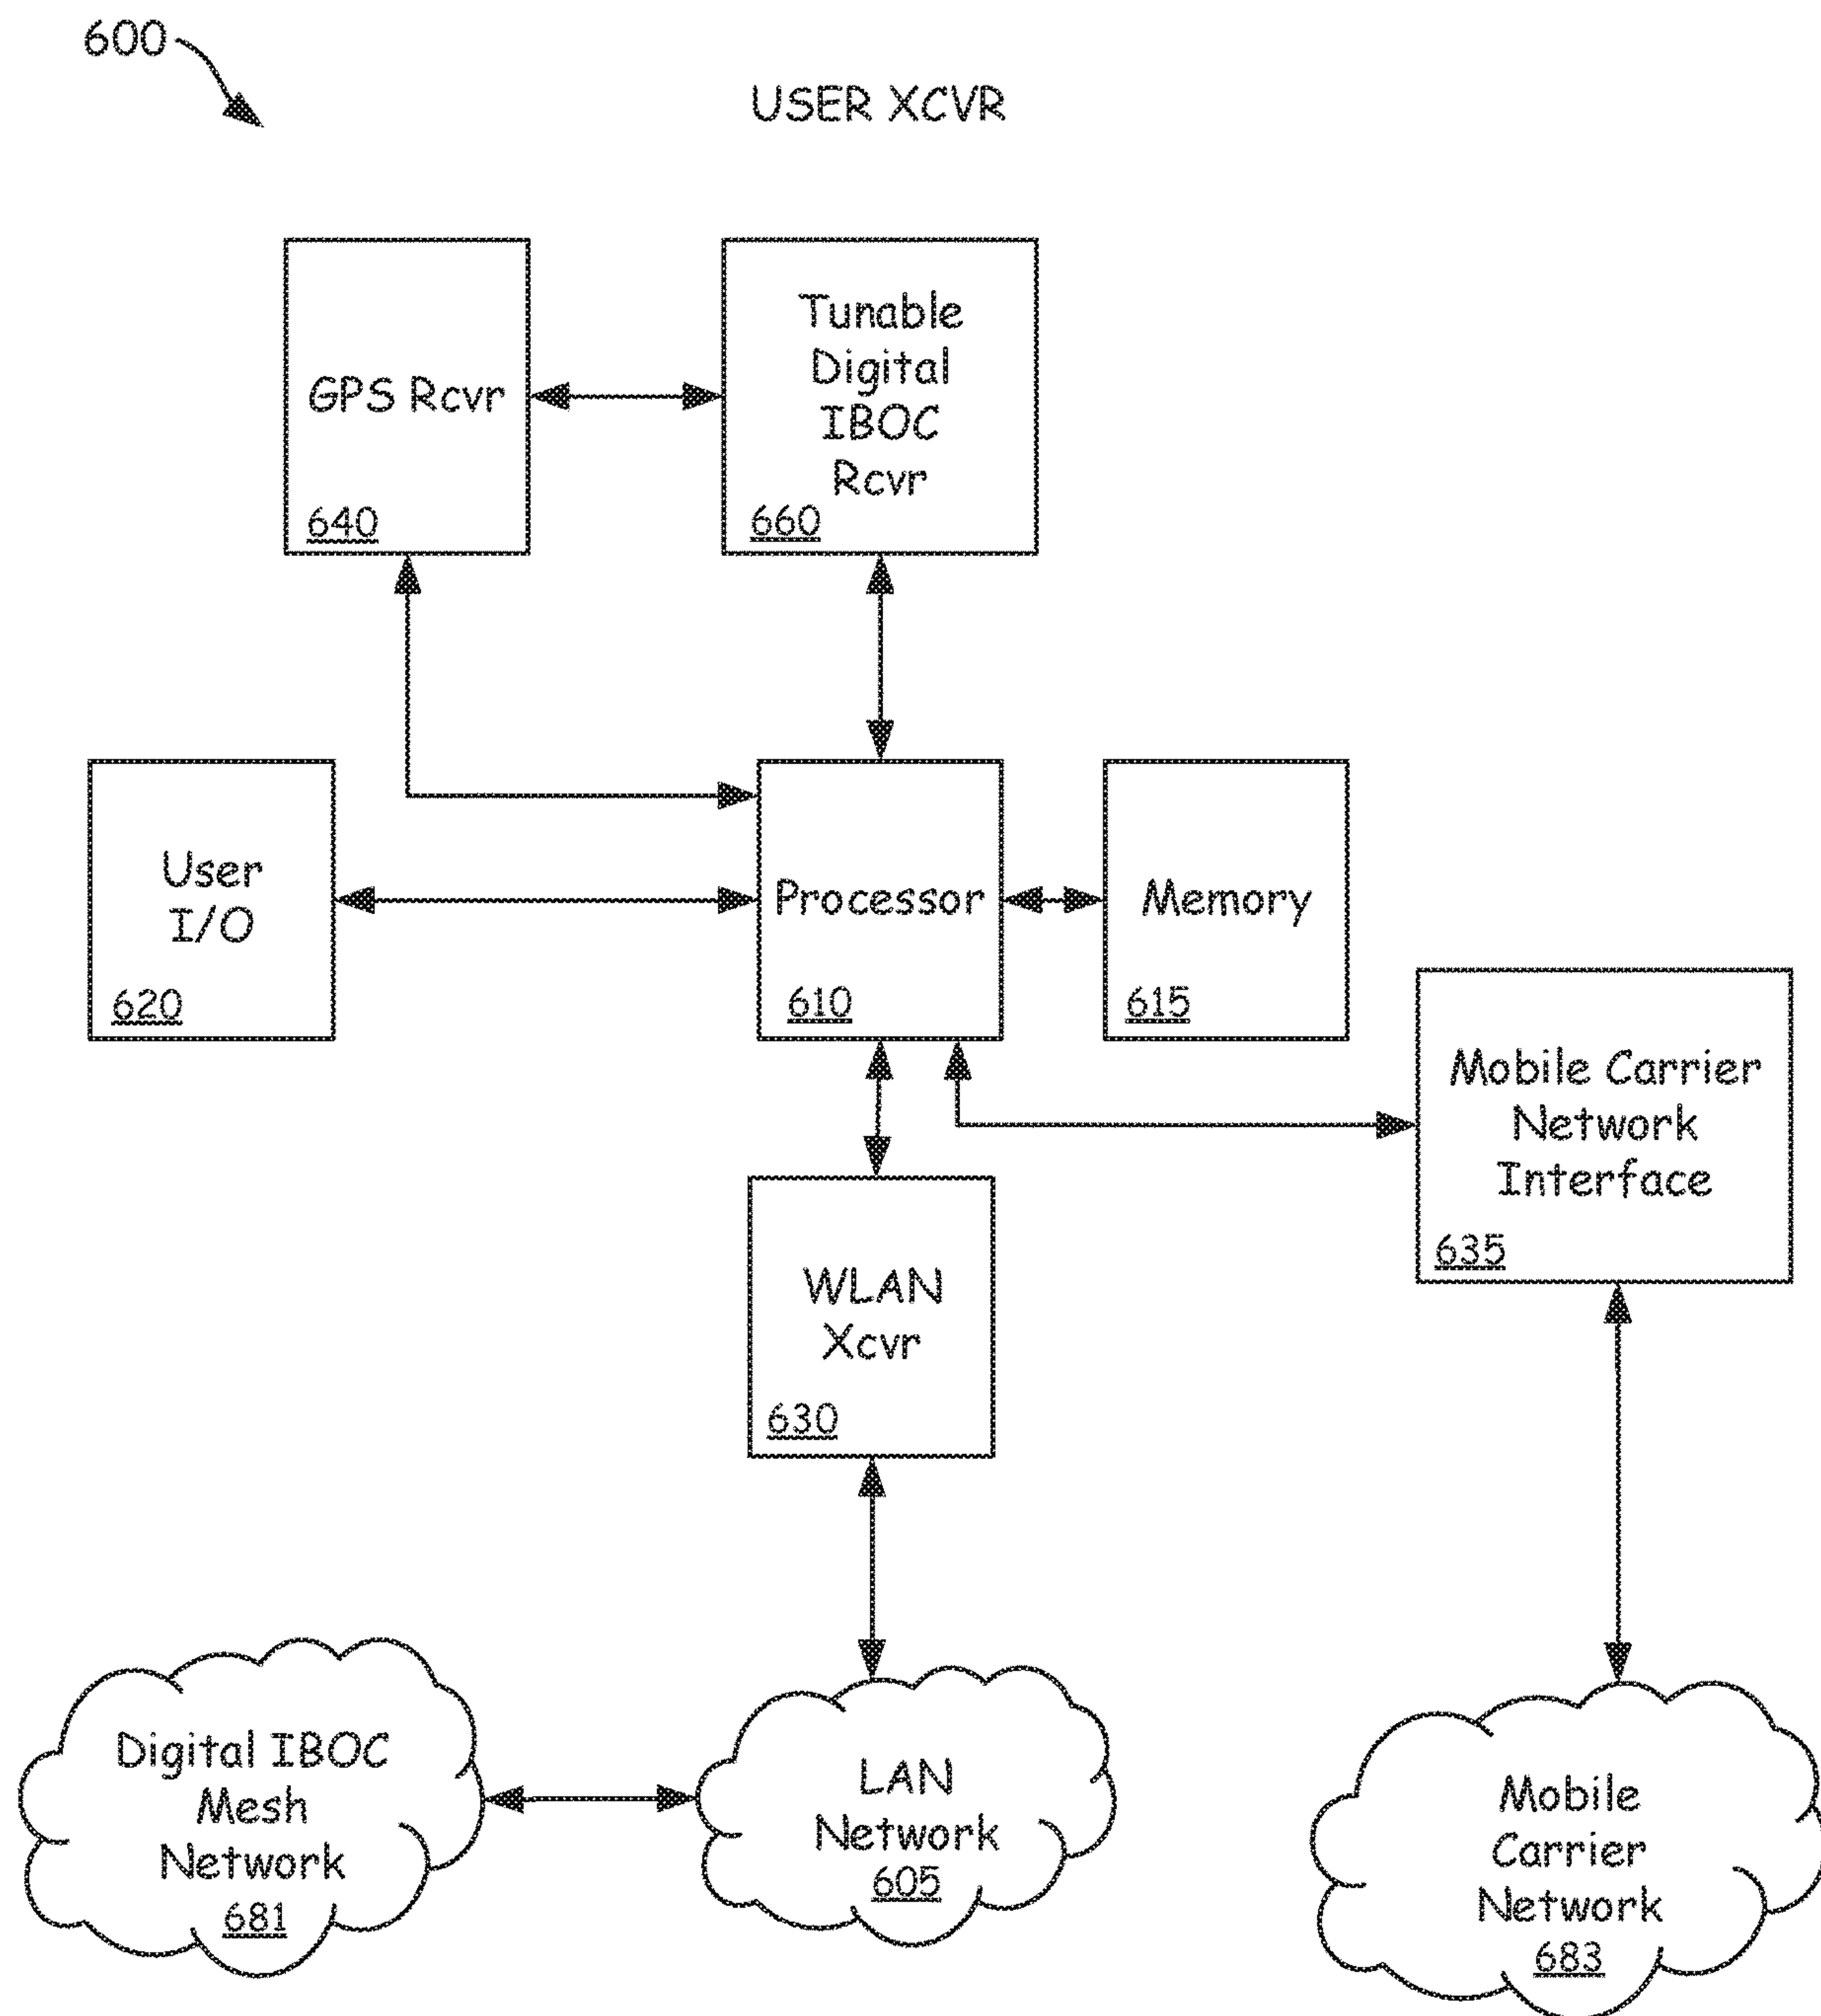 600
USER XCVR
GPS Rcvr
640
Tunable
Digital
IBOC
Rcvr
660
User
I/O
620
Processor
610
Memory
615
Mobile Carrier
Network
Interface
635
WLAN
Xcvr
630
Digital IBOC
Mesh
Network
681
LAN
Network
605
Mobile
Carrier
Network
683